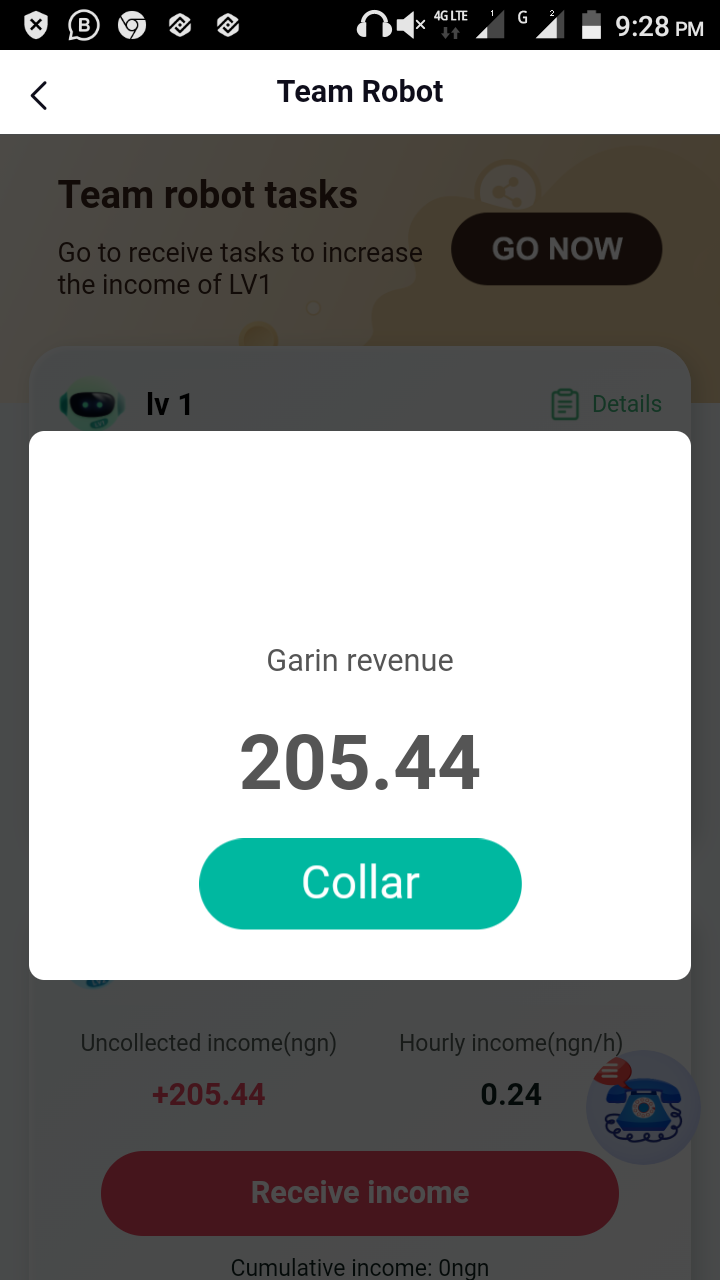 B
4G LTE
1
G
2
9:28 PM
Team Robot
Team robot tasks
Go to receive tasks to increase
the income of LV1
GO NOW
lv 1
Details
Garin revenue
205.44
Collar
Uncollected income(ngn)
Hourly income(ngn/h)
+205.44
0.24
Receive income
Cumulative income: 0ngn